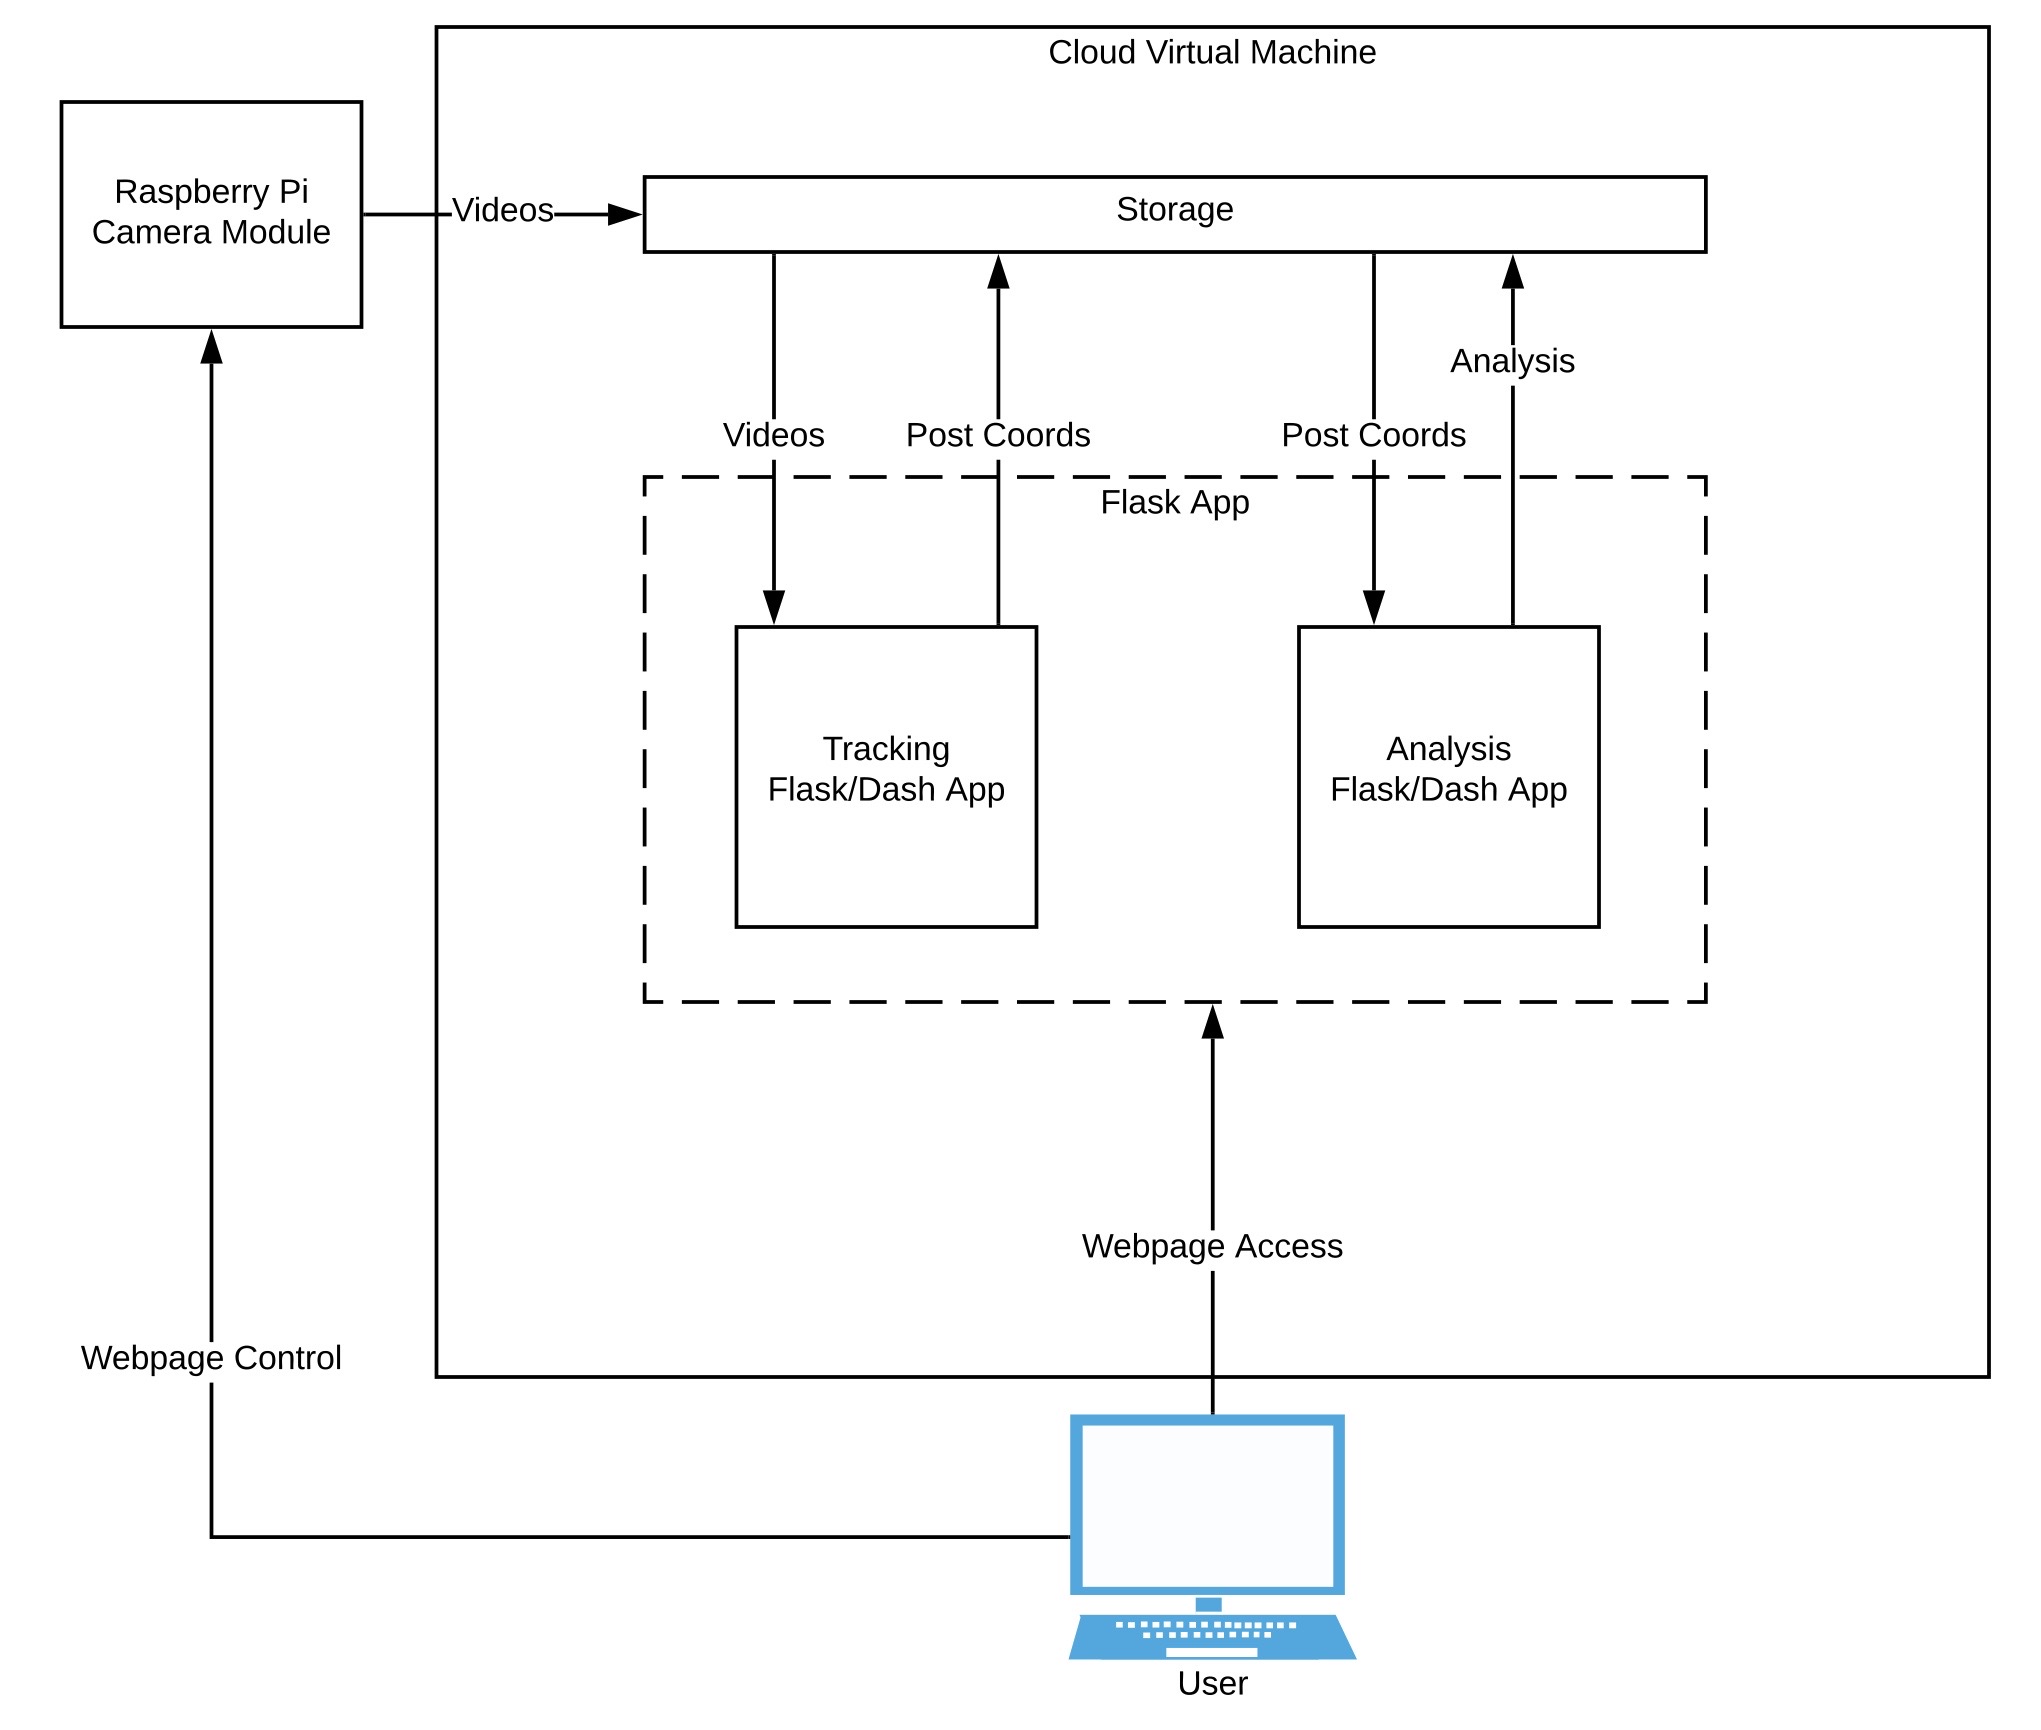 Cloud Virtual Machine
Raspberry Pi
Camera Module
Videos
Storage
Analysis
Videos
Post Coords
Post Coords
Flask App
Tracking
Flask/Dash App
Analysis
Flask/Dash App
Webpage Access
Webpage Control
User